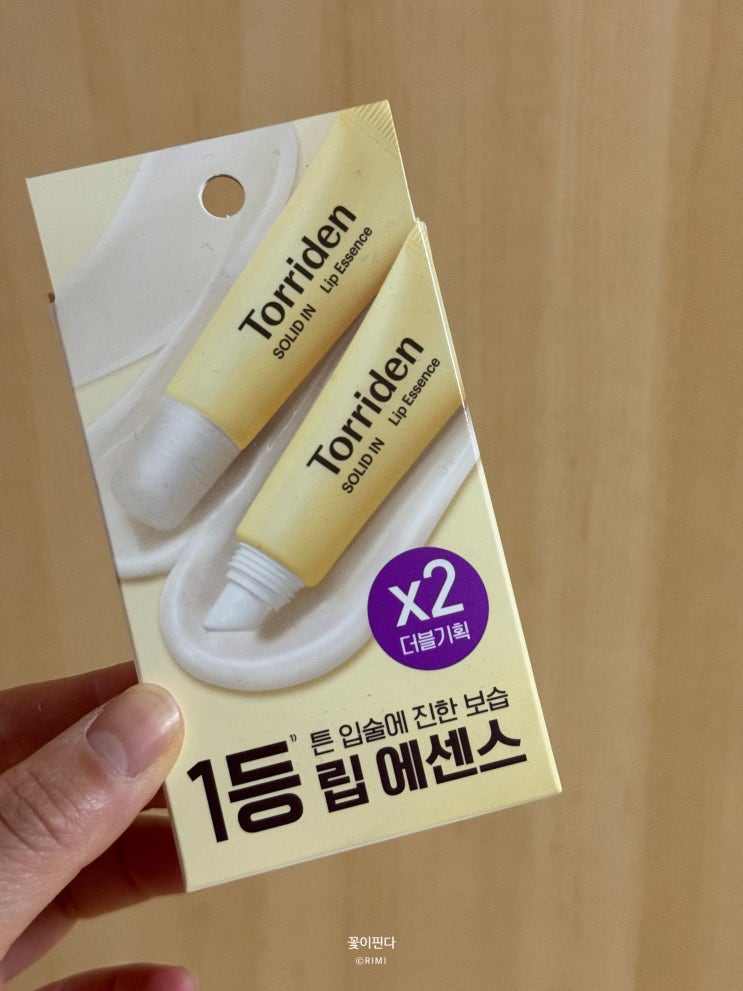 Torriden
SOLID IN Lip Essence
Torriden
SOLID IN Lip Essence
x2
더블기획
1등¹⁾ 튼 입술에 진한 보습
립 에센스
꽃이핀다
©RIMI